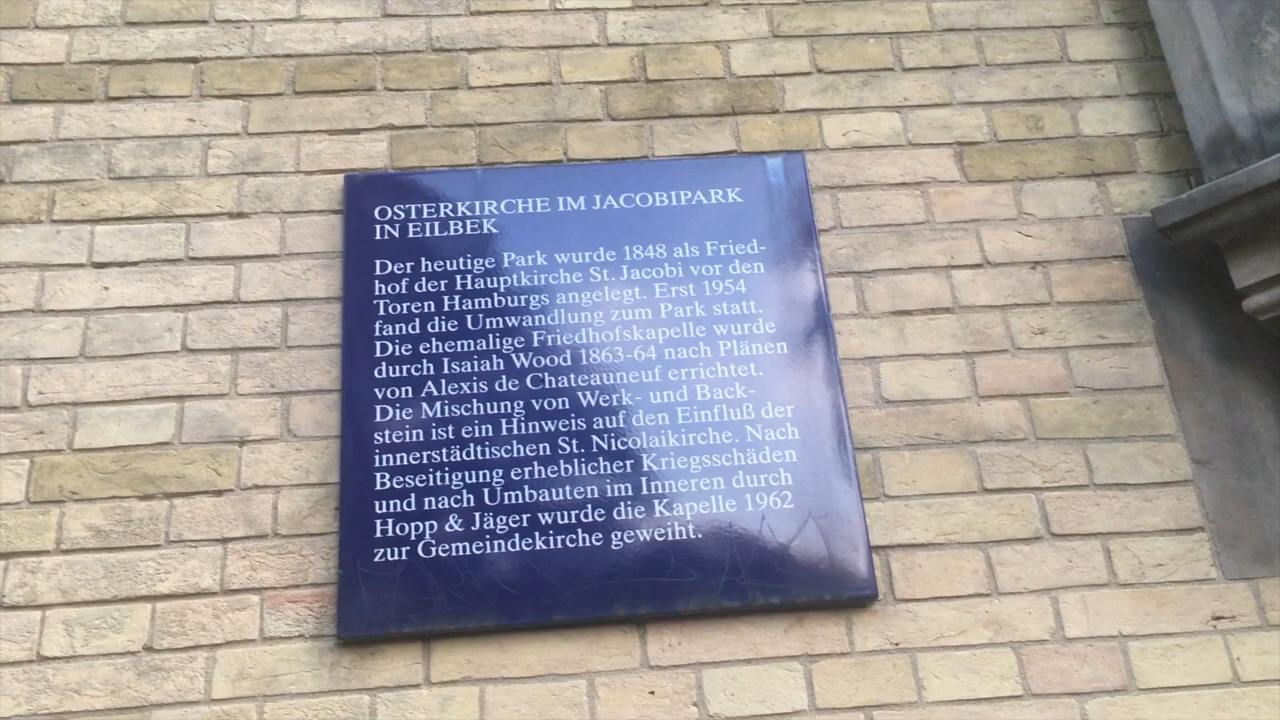 OSTERKIRCHE IM JACOBIPARK
IN EILBEK
Der heutige Park wurde 1848 als Fried-
hof der Hauptkirche St. Jacobi vor den
Toren Hamburgs angelegt. Erst 1954
fand die Umwandlung zum Park statt.
Die ehemalige Friedhofskapelle wurde
durch Isaiah Wood 1863-64 nach Plänen
von Alexis de Chateauneuf errichtet.
Die Mischung von Werk- und Back-
stein ist ein Hinweis auf den Einfluß der
innerstädtischen St. Nicolaikirche. Nach
Beseitigung erheblicher Kriegsschäden
und nach Umbauten im Inneren durch
Hopp & Jäger wurde die Kapelle 1962
zur Gemeindekirche geweiht.